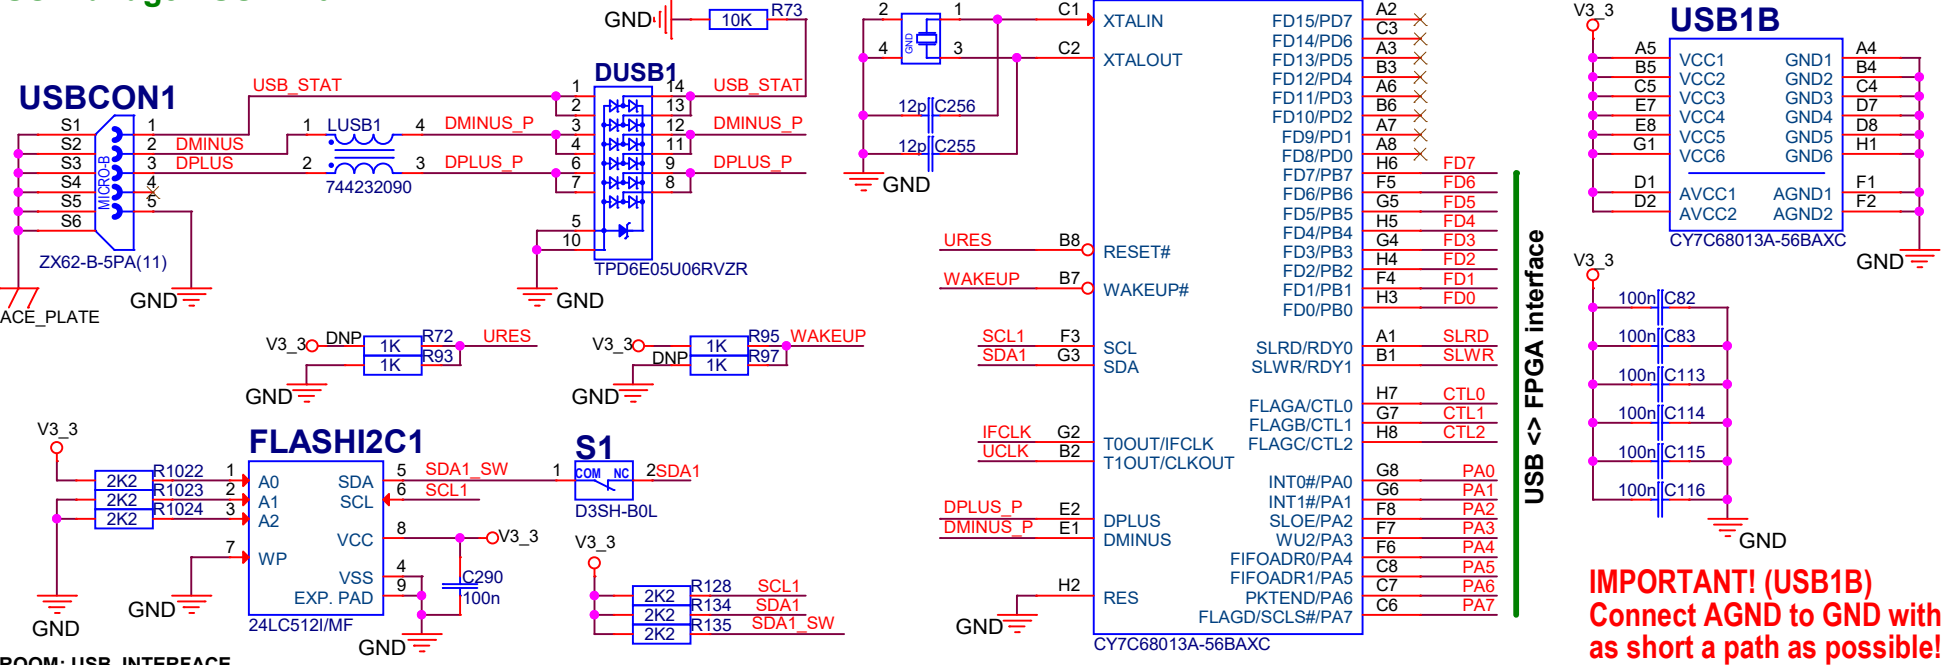 GND
10K
R73
USBCON1
S1
S2
S3
S4
S5
S6
MICRO-B
1
2
3
4
5
ZX62-B-5PA(11)
GND
ACE_PLATE
USB_STAT
DMINUS
DPLUS
1
LUSB1
4
2
3
744232090
DMINUS_P
DPLUS_P
DUSB1
1
2
3
4
6
7
5
10
14
13
12
11
9
8
USB_STAT
DMINUS_P
DPLUS_P
TPD6E05U06RVZR
GND
V3_3
DNP
R72
1K
R93
1K
URES
GND
V3_3
DNP
R95
1K
R97
1K
WAKEUP
GND
V3_3
R1022
2K2
R1023
2K2
R1024
2K2
GND
GND
FLASHI2C1
1 A0
2 A1
3 A2
7 WP
SDA 5 SDA1_SW
SCL 6 SCL1
VCC 8
VSS 4
EXP. PAD 9
24LC512I/MF
V3_3
C290
100n
GND
S1
1 COM NC 2 SDA1
D3SH-B0L
V3_3
2K2 R128 SCL1
2K2 R134 SDA1
2K2 R135 SDA1_SW
2
1
4
3
GND
12p C256
12p C255
GND
C1 XTALIN
C2 XTALOUT
URES B8 RESET#
WAKEUP B7 WAKEUP#
SCL1 F3 SCL
SDA1 G3 SDA
IFCLK G2 T0OUT/IFCLK
UCLK B2 T1OUT/CLKOUT
DPLUS_P E2 DPLUS
DMINUS_P E1 DMINUS
H2 RES
GND
FD15/PD7 A2
FD14/PD6 C3
FD13/PD5 A3
FD12/PD4 B3
FD11/PD3 A6
FD10/PD2 B6
FD9/PD1 A7
FD8/PD0 A8
FD7/PB7 H6 FD7
FD6/PB6 F5 FD6
FD5/PB5 G5 FD5
FD4/PB4 H5 FD4
FD3/PB3 G4 FD3
FD2/PB2 H4 FD2
FD1/PB1 F4 FD1
FD0/PB0 H3 FD0
SLRD/RDY0 A1 SLRD
SLWR/RDY1 B1 SLWR
FLAGA/CTL0 H7 CTL0
FLAGB/CTL1 G7 CTL1
FLAGC/CTL2 H8 CTL2
INT0#/PA0 G8 PA0
INT1#/PA1 G6 PA1
SLOE/PA2 F8 PA2
WU2/PA3 F7 PA3
FIFOADR0/PA4 F6 PA4
FIFOADR1/PA5 C8 PA5
PKTEND/PA6 C7 PA6
FLAGD/SCLS#/PA7 C6 PA7
CY7C68013A-56BAXC
USB <> FPGA interface
V3_3
USB1B
A5 VCC1 GND1 A4
B5 VCC2 GND2 B4
C5 VCC3 GND3 C4
E7 VCC4 GND4 D7
E8 VCC5 GND5 D8
G1 VCC6 GND6 H1
D1 AVCC1 AGND1 F1
D2 AVCC2 AGND2 F2
CY7C68013A-56BAXC
GND
V3_3
100n C82
100n C83
100n C113
100n C114
100n C115
100n C116
GND
IMPORTANT! (USB1B)
Connect AGND to GND with
as short a path as possible!
ROOM: USB_INTERFACE